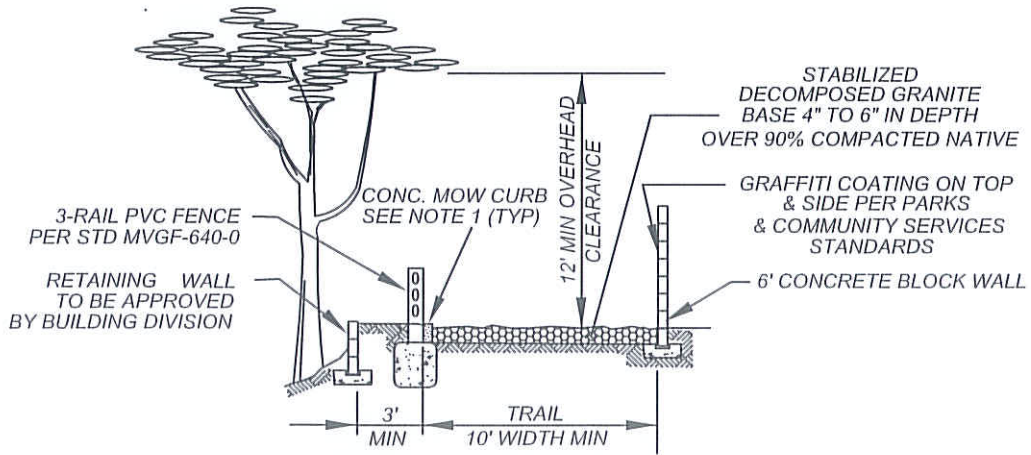 STABILIZED
DECOMPOSED GRANITE
BASE 4" TO 6" IN DEPTH
OVER 90% COMPACTED NATIVE
12' MIN OVERHEAD
CLEARANCE
CONC. MOW CURB
SEE NOTE 1 (TYP)
GRAFFITI COATING ON TOP
& SIDE PER PARKS
& COMMUNITY SERVICES
STANDARDS
3-RAIL PVC FENCE
PER STD MVGF-640-0
RETAINING WALL
TO BE APPROVED
BY BUILDING DIVISION
6' CONCRETE BLOCK WALL
3'
MIN
TRAIL
10' WIDTH MIN